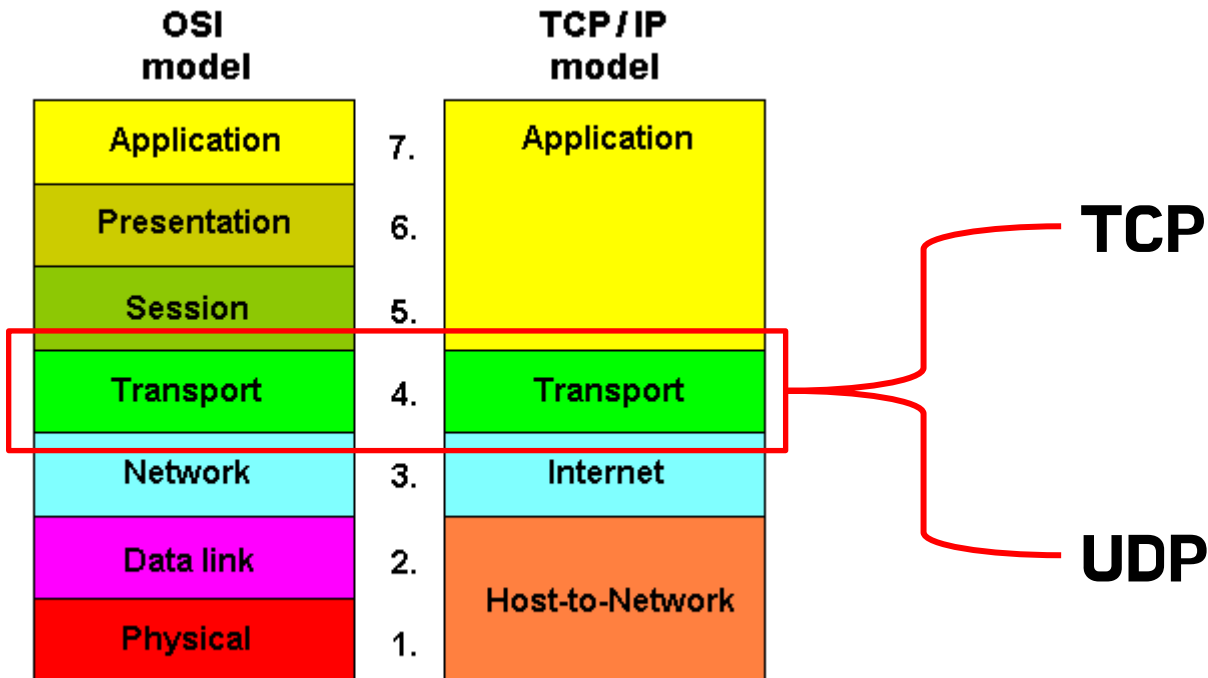 OSI
model
TCP / IP
model
Application
7.
Application
Presentation
6.
Session
5.
Transport
4.
Transport
Network
3.
Internet
Data link
2.
Host-to-Network
Physical
1.
TCP
UDP